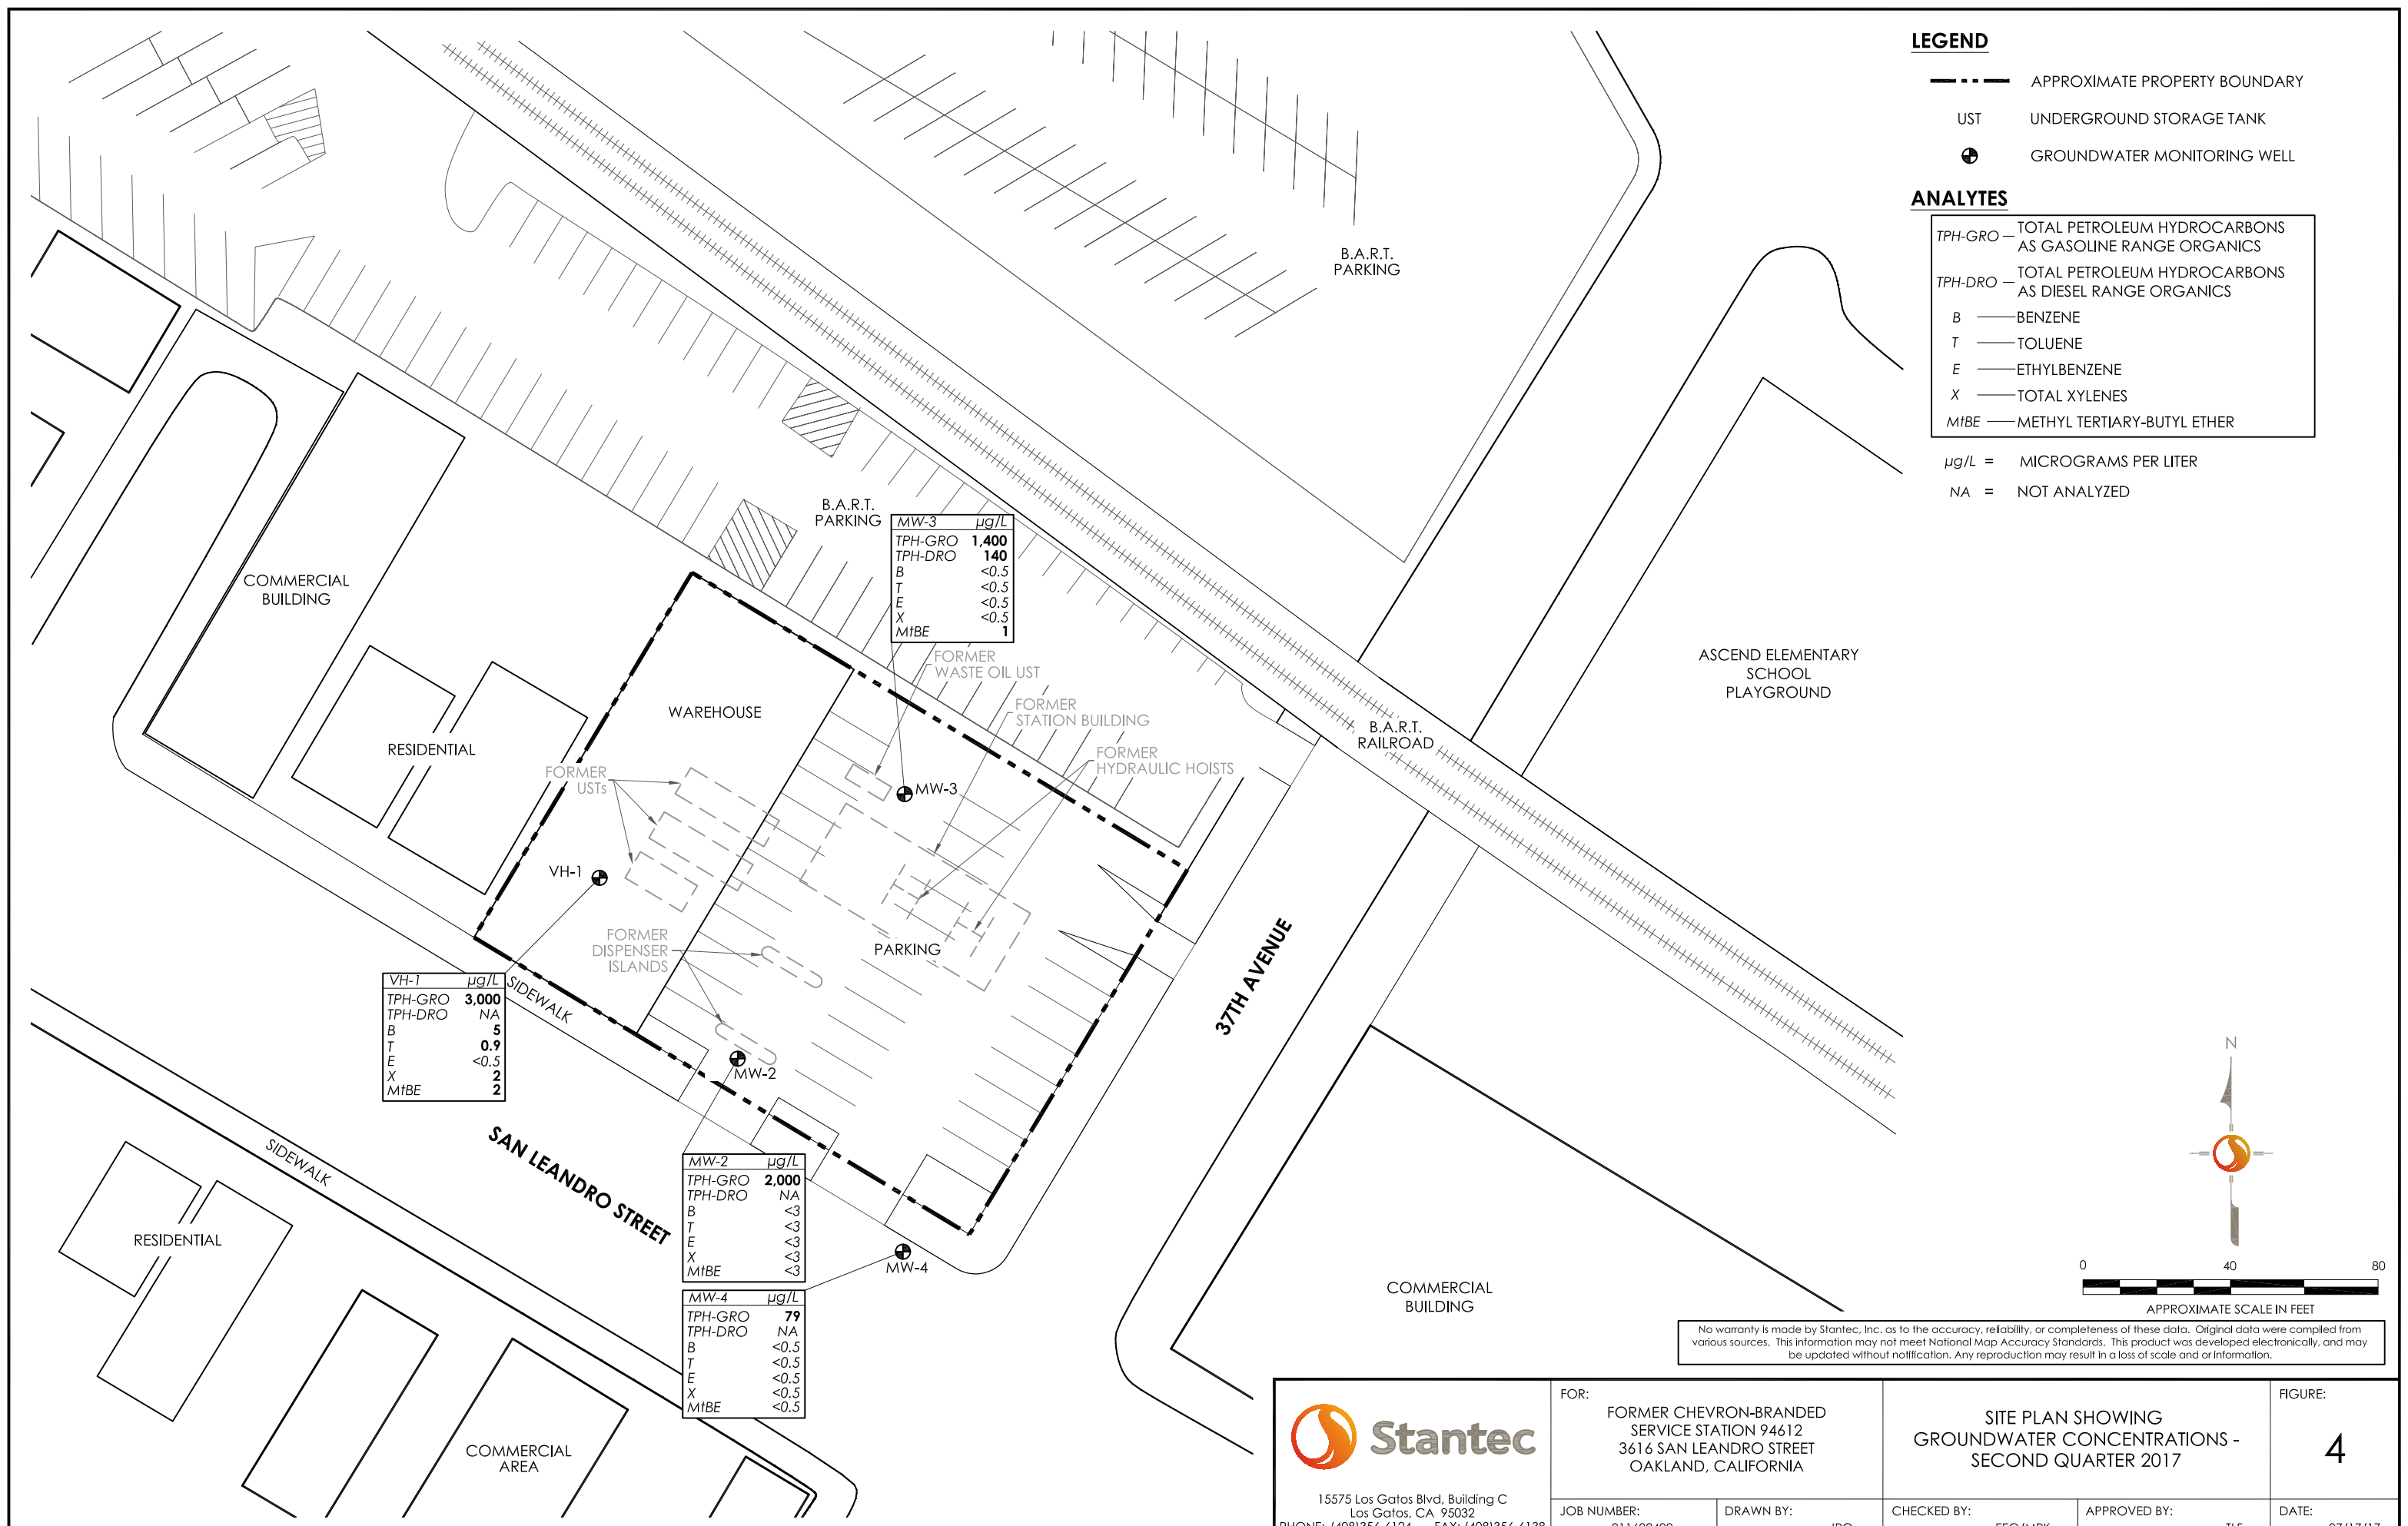 LEGEND
APPROXIMATE PROPERTY BOUNDARY
UST UNDERGROUND STORAGE TANK
GROUNDWATER MONITORING WELL
ANALYTES
TPH-GRO — TOTAL PETROLEUM HYDROCARBONS
AS GASOLINE RANGE ORGANICS
TPH-DRO — TOTAL PETROLEUM HYDROCARBONS
AS DIESEL RANGE ORGANICS
B — BENZENE
T — TOLUENE
E — ETHYLBENZENE
X — TOTAL XYLENES
MtBE — METHYL TERTIARY-BUTYL ETHER
µg/L = MICROGRAMS PER LITER
NA = NOT ANALYZED
B.A.R.T.
PARKING
B.A.R.T.
PARKING
MW-3 µg/L
TPH-GRO 1,400
TPH-DRO 140
B <0.5
T <0.5
E <0.5
X <0.5
MtBE 1
COMMERCIAL
BUILDING
FORMER
WASTE OIL UST
ASCEND ELEMENTARY
SCHOOL
PLAYGROUND
WAREHOUSE
FORMER
STATION BUILDING
B.A.R.T.
RAILROAD
RESIDENTIAL
FORMER
HYDRAULIC HOISTS
FORMER
USTs
MW-3
VH-1
FORMER
DISPENSER
ISLANDS
PARKING
37TH AVENUE
VH-1 µg/L
TPH-GRO 3,000
TPH-DRO NA
B 5
T 0.9
E <0.5
X 2
MtBE 2
SIDEWALK
MW-2
SAN LEANDRO STREET
SIDEWALK
MW-2 µg/L
TPH-GRO 2,000
TPH-DRO NA
B <3
T <3
E <3
X <3
MtBE <3
RESIDENTIAL
MW-4
MW-4 µg/L
TPH-GRO 79
TPH-DRO NA
B <0.5
T <0.5
E <0.5
X <0.5
MtBE <0.5
COMMERCIAL
BUILDING
COMMERCIAL
AREA
N
0 40 80
APPROXIMATE SCALE IN FEET
No warranty is made by Stantec, Inc. as to the accuracy, reliability, or completeness of these data. Original data were compiled from
various sources. This information may not meet National Map Accuracy Standards. This product was developed electronically, and may
be updated without notification. Any reproduction may result in a loss of scale and or information.
Stantec
15575 Los Gatos Blvd, Building C
Los Gatos, CA 95032
FOR:
FORMER CHEVRON-BRANDED
SERVICE STATION 94612
3616 SAN LEANDRO STREET
OAKLAND, CALIFORNIA
SITE PLAN SHOWING
GROUNDWATER CONCENTRATIONS -
SECOND QUARTER 2017
FIGURE:
4
JOB NUMBER:
DRAWN BY:
CHECKED BY:
APPROVED BY:
DATE: